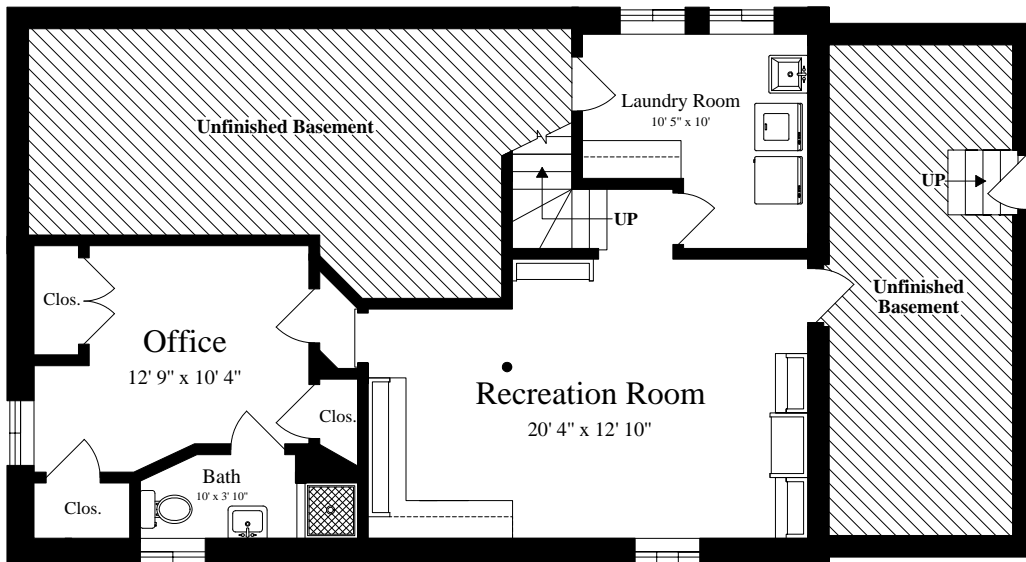 Laundry Room
10' 5" x 10'
Unfinished Basement
UP
UP
Unfinished
Basement
Clos.
Office
12' 9" x 10' 4"
Recreation Room
20' 4" x 12' 10"
Clos.
Bath
10' x 3' 10"
Clos.